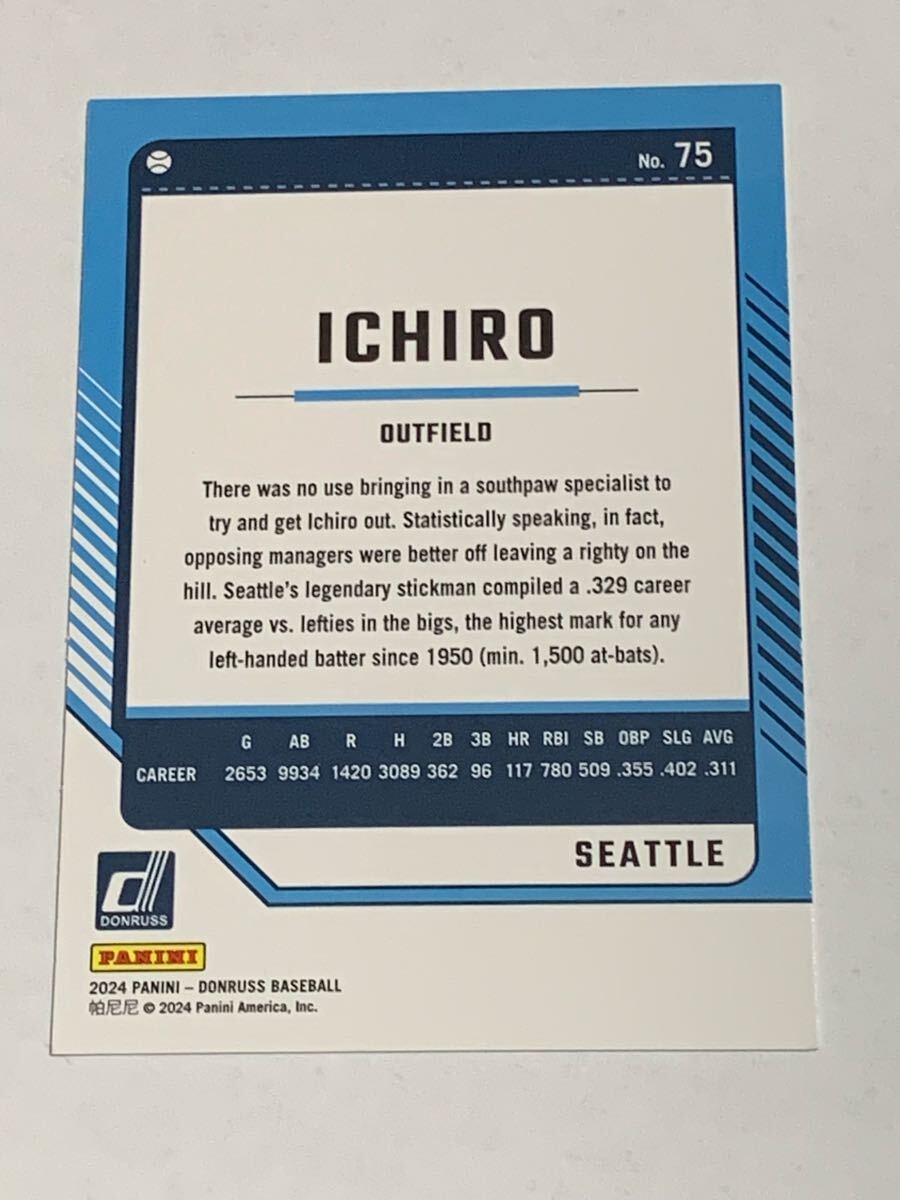 No. 75
ICHIRO
OUTFIELD
There was no use bringing in a southpaw specialist to
try and get Ichiro out. Statistically speaking, in fact,
opposing managers were better off leaving a righty on the
hill. Seattle's legendary stickman compiled a .329 career
average vs. lefties in the bigs, the highest mark for any
left-handed batter since 1950 (min. 1,500 at-bats).
G AB R H 2B 3B HR RBI SB OBP SLG AVG
CAREER 2653 9934 1420 3089 362 96 117 780 509 .355 .402 .311
SEATTLE
d
DONRUSS
PANINI
2024 PANINI – DONRUSS BASEBALL
帕尼尼 © 2024 Panini America, Inc.